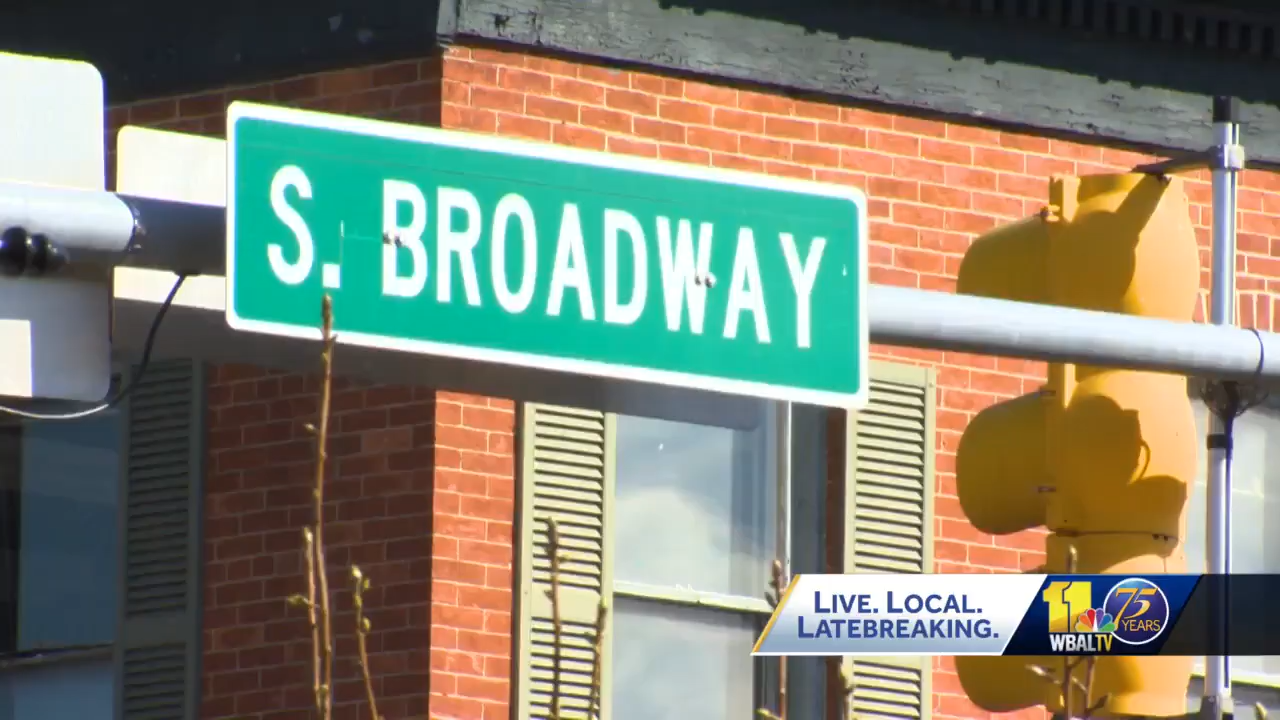 S. BROADWAY
LIVE. LOCAL.
LATEBREAKING.
11
WBALTV
75
YEARS